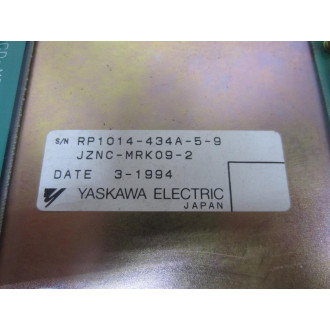 S/N RP1014-434A-5-9
JZNC-MRK09-2
DATE 3-1994
YASKAWA ELECTRIC
JAPAN